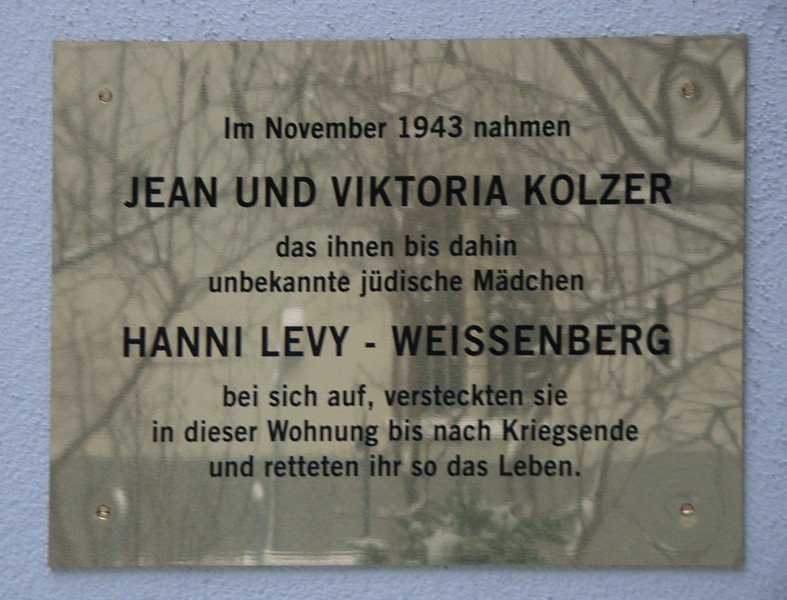 Im November 1943 nahmen
JEAN UND VIKTORIA KOLZER
das ihnen bis dahin
unbekannte jüdische Mädchen
HANNI LEVY - WEISSENBERG
bei sich auf, versteckten sie
in dieser Wohnung bis nach Kriegsende
und retteten ihr so das Leben.